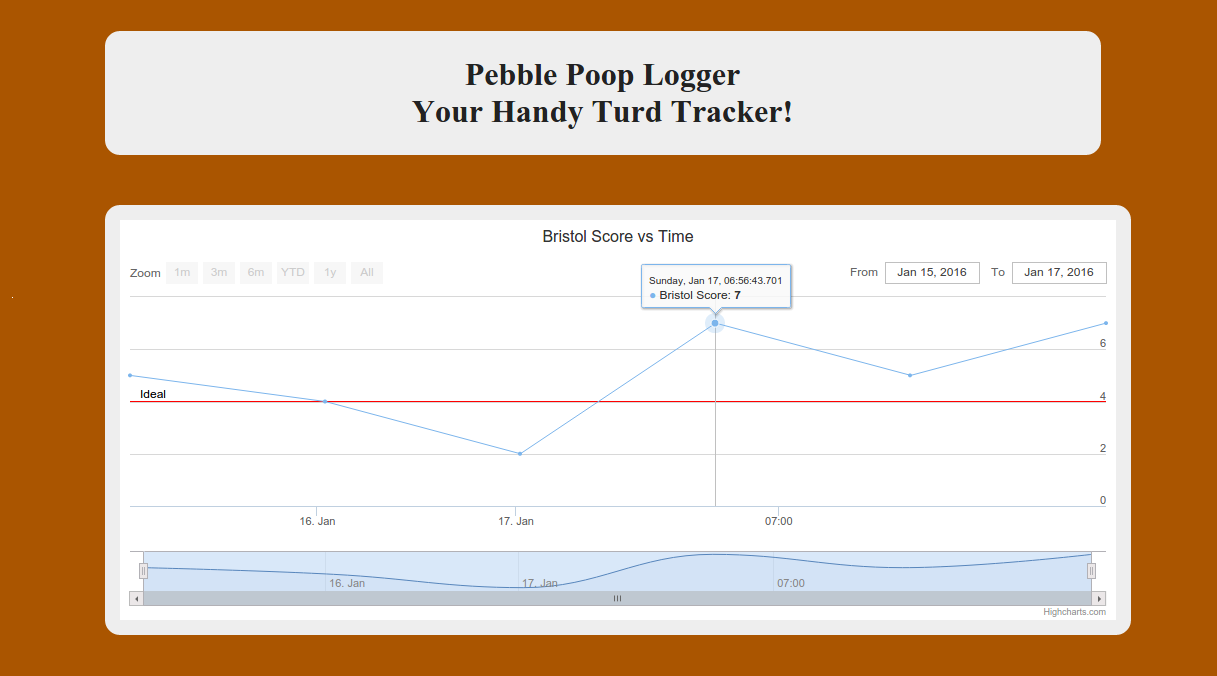 Pebble Poop Logger
Your Handy Turd Tracker!
Bristol Score vs Time
Zoom 1m 3m 6m YTD 1y All
From Jan 15, 2016 To Jan 17, 2016
Sunday, Jan 17, 06:56:43.701
Bristol Score: 7
6
Ideal
4
2
0
16. Jan 17. Jan 07:00
16. Jan 17. Jan 07:00
Highcharts.com